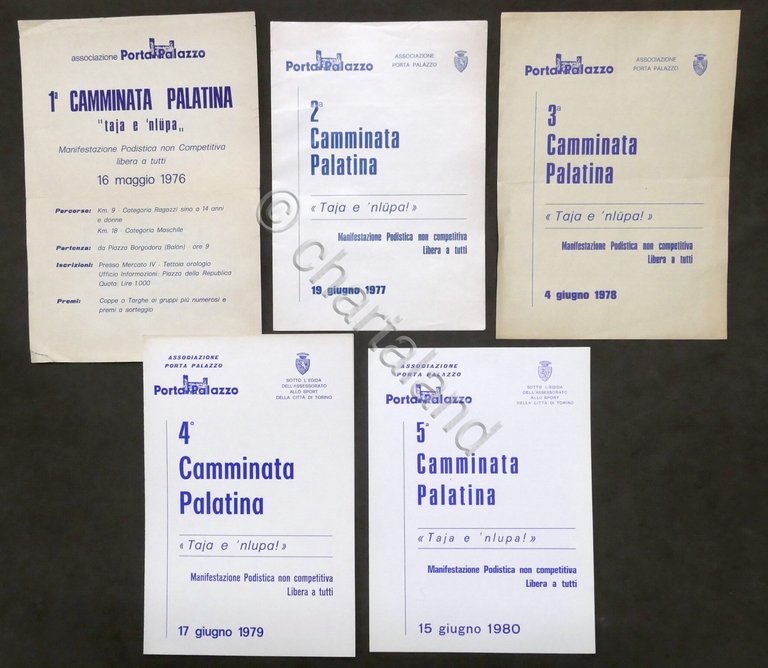 associazione Porta Palazzo
1ª CAMMINATA PALATINA
"taja e 'nlüpa„
Manifestazione Podistica non Competitiva
libera a tutti
16 maggio 1976
Percorso: Km. 9 - Categoria Ragazzi sino a 14 anni
e donne
Km. 18 - Categoria Maschile
Partenza: da Piazza Borgodora (Balôn) - ore 9
Iscrizioni: Presso Mercato IV - Tettoia orologio
Ufficio Informazioni: Piazza della Republica
Quota: Lire 1.000
Premi: Coppe e Targhe ai gruppi più numerosi e
premi a sorteggio
Porta Palazzo
ASSOCIAZIONE
PORTA PALAZZO
2ª
Camminata
Palatina
« Taja e 'nlüpa! »
Manifestazione Podistica non competitiva
Libera a tutti
19 giugno 1977
Porta Palazzo
ASSOCIAZIONE
PORTA PALAZZO
3ª
Camminata
Palatina
« Taja e 'nlüpa! »
Manifestazione Podistica non competitiva
Libera a tutti
4 giugno 1978
ASSOCIAZIONE
PORTA PALAZZO
Porta Palazzo
SOTTO L'EGIDA
DELL'ASSESSORATO
ALLO SPORT
DELLA CITTÀ DI TORINO
4ª
Camminata
Palatina
« Taja e 'nlupa! »
Manifestazione Podistica non competitiva
Libera a tutti
17 giugno 1979
ASSOCIAZIONE
PORTA PALAZZO
Porta Palazzo
SOTTO L'EGIDA
DELL'ASSESSORATO
ALLO SPORT
DELLA CITTÀ DI TORINO
5ª
Camminata
Palatina
« Taja e 'nlupa! »
Manifestazione Podistica non competitiva
Libera a tutti
15 giugno 1980
© chartaland